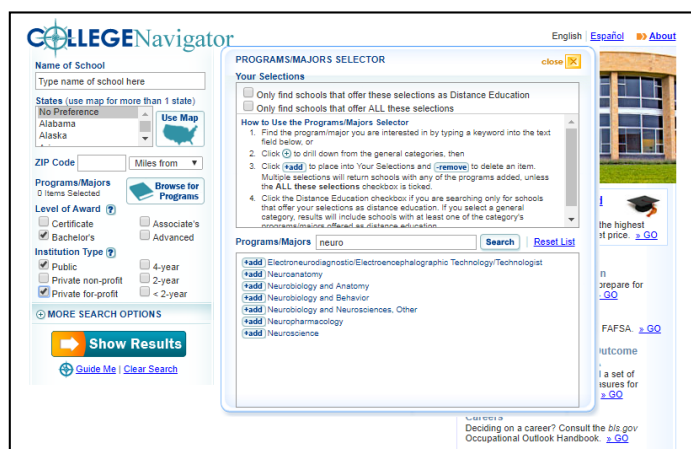 COLLEGENavigator
English | Español About
Name of School
Type name of school here
States (use map for more than 1 state)
No Preference
Alabama
Alaska
Use Map
ZIP Code Miles from
Programs/Majors
0 Items Selected
Browse for Programs
Level of Award ?
Certificate Associate's
Bachelor's Advanced
Institution Type ?
Public 4-year
Private non-profit 2-year
Private for-profit < 2-year
MORE SEARCH OPTIONS
Show Results
Guide Me | Clear Search
PROGRAMS/MAJORS SELECTOR close X
Your Selections
Only find schools that offer these selections as Distance Education
Only find schools that offer ALL these selections
How to Use the Programs/Majors Selector
1. Find the program/major you are interested in by typing a keyword into the text
field below, or
2. Click + to drill down from the general categories, then
3. Click +add to place into Your Selections and -remove to delete an item.
Multiple selections will return schools with any of the programs added, unless
the ALL these selections checkbox is ticked.
4. Click the Distance Education checkbox if you are searching only for schools
that offer your selections as distance education. If you select a general
category, results will include schools with at least one of the category's
programs/majors offered as distance education.
Programs/Majors neuro Search | Reset List
+add Electroneurodiagnostic/Electroencephalographic Technology/Technologist
+add Neuroanatomy
+add Neurobiology and Anatomy
+add Neurobiology and Behavior
+add Neurobiology and Neurosciences, Other
+add Neuropharmacology
+add Neuroscience
the highest
et price. » GO
n
prepare for
» GO
FAFSA. » GO
utcome
l a set of
asures for
» GO
Careers
Deciding on a career? Consult the bls.gov
Occupational Outlook Handbook. » GO